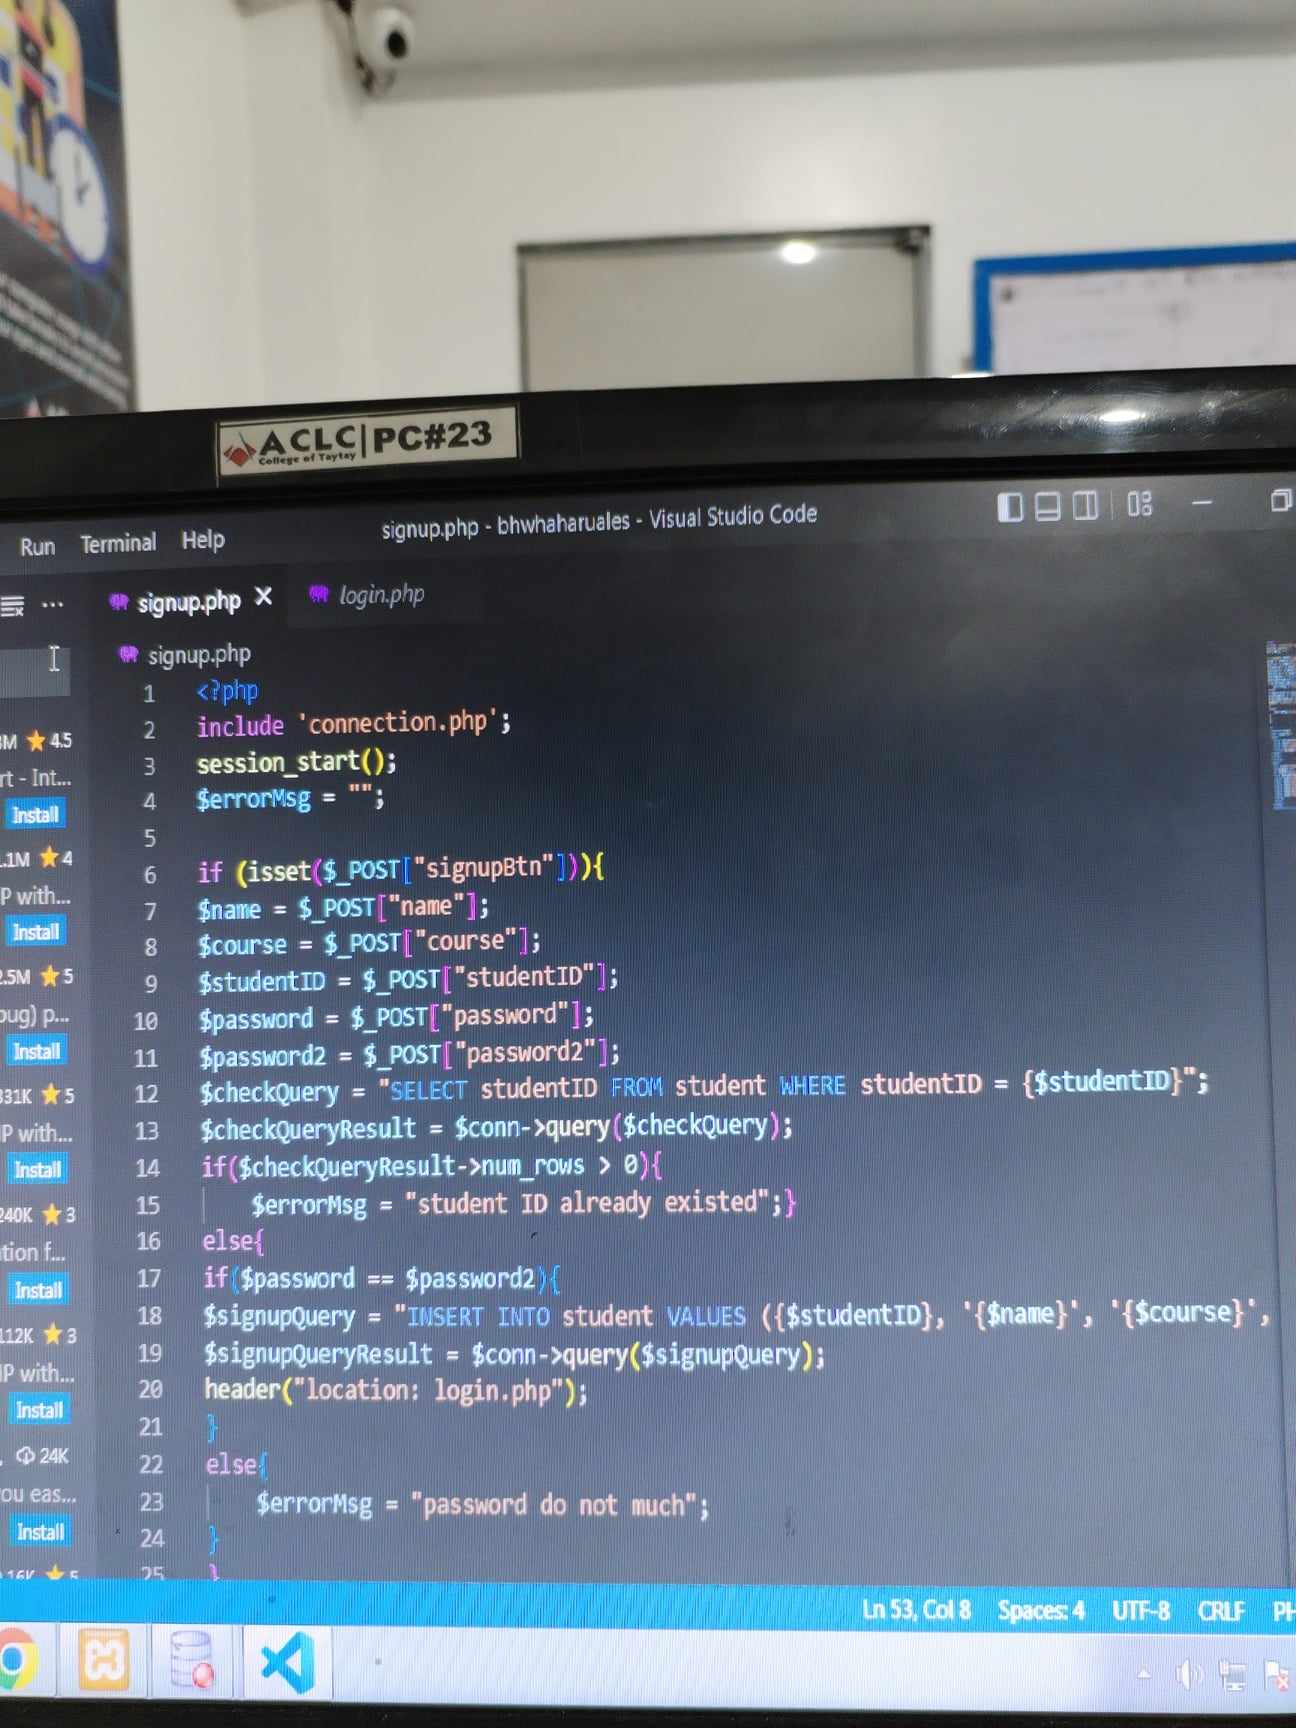 ACLC | PC#23
College of Taytay
Run Terminal Help signup.php - bhwhaharuales - Visual Studio Code
signup.php login.php
signup.php
1 <?php
2 include 'connection.php';
3 session_start();
4 $errorMsg = "";
5
6 if (isset($_POST["signupBtn"])){
7 $name = $_POST["name"];
8 $course = $_POST["course"];
9 $studentID = $_POST["studentID"];
10 $password = $_POST["password"];
11 $password2 = $_POST["password2"];
12 $checkQuery = "SELECT studentID FROM student WHERE studentID = {$studentID}";
13 $checkQueryResult = $conn->query($checkQuery);
14 if($checkQueryResult->num_rows > 0){
15 $errorMsg = "student ID already existed";}
16 else{
17 if($password == $password2){
18 $signupQuery = "INSERT INTO student VALUES ({$studentID}, '{$name}', '{$course}',
19 $signupQueryResult = $conn->query($signupQuery);
20 header("location: login.php");
21 }
22 else{
23 $errorMsg = "password do not much";
24 }
25 }
M 4.5
rt - Int...
Install
.1M 4
P with...
Install
2.5M 5
oug) p...
Install
331K 5
IP with...
Install
240K 3
tion f...
Install
112K 3
IP with...
Install
24K
ou eas...
Install
16K 5
Ln 53, Col 8 Spaces: 4 UTF-8 CRLF PH